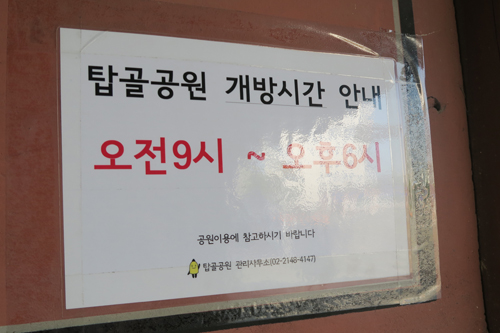 탑골공원 개방시간 안내
오전9시 ~ 오후6시
공원이용에 참고하시기 바랍니다
탑골공원 관리사무소(02-2148-4147)